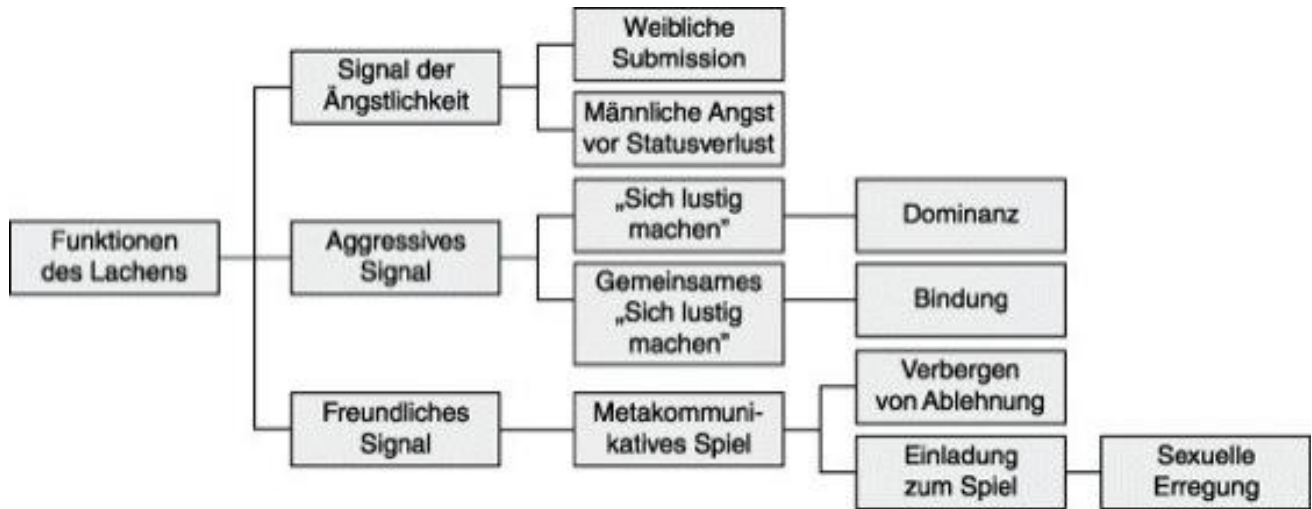 Weibliche
Submission
Signal der
Ängstlichkeit
Männliche Angst
vor Statusverlust
„Sich lustig
machen”
Dominanz
Funktionen
des Lachens
Aggressives
Signal
Gemeinsames
„Sich lustig
machen”
Bindung
Verbergen
von Ablehnung
Freundliches
Signal
Metakommuni-
katives Spiel
Einladung
zum Spiel
Sexuelle
Erregung